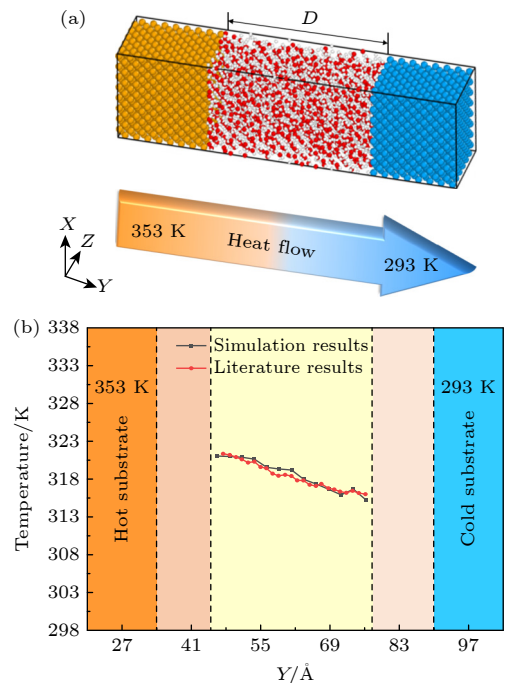 (a)
D
353 K
Heat flow
293 K
X
Z
Y
(b)
338
333
328
323
318
313
308
303
298
Temperature/K
Simulation results
Literature results
353 K
293 K
Hot substrate
Cold substrate
27
41
55
69
83
97
Y/Å